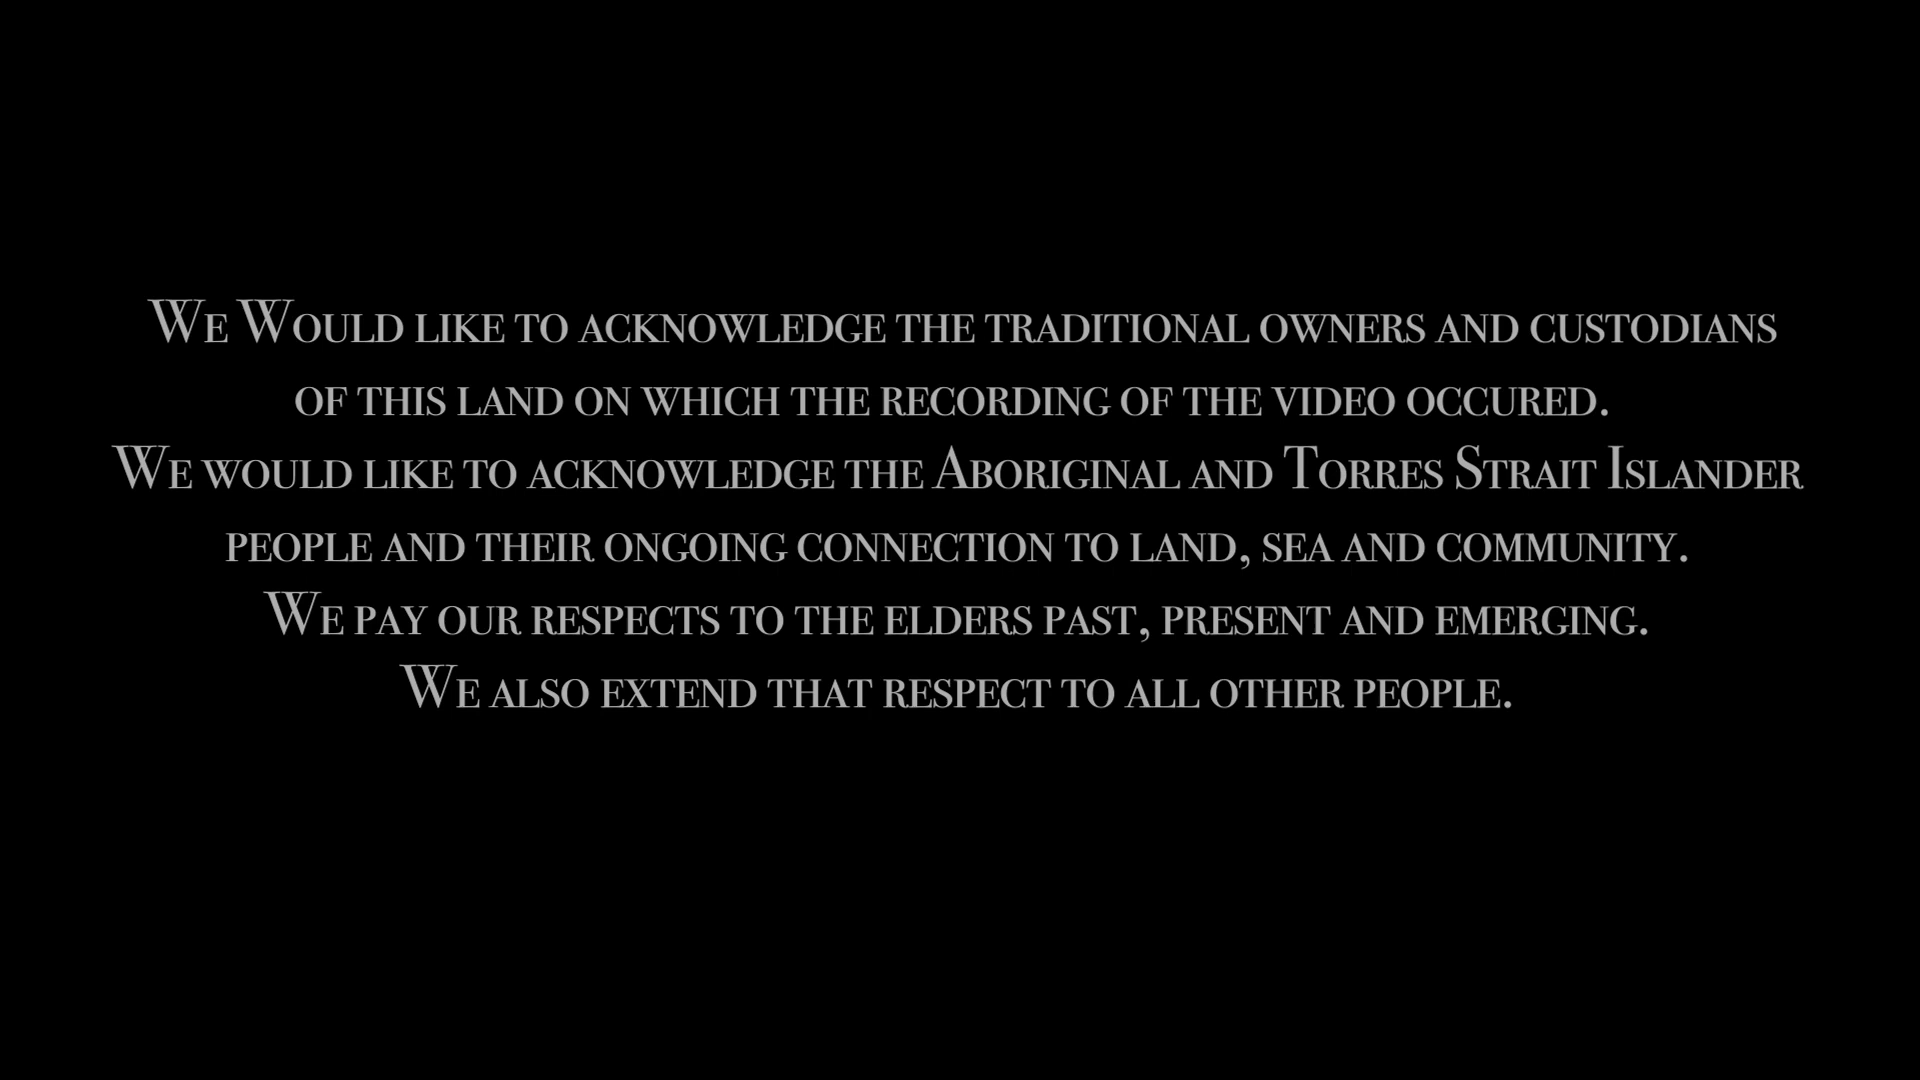 We Would like to acknowledge the traditional owners and custodians
of this land on which the recording of the video occured.
We would like to acknowledge the Aboriginal and Torres Strait Islander
people and their ongoing connection to land, sea and community.
We pay our respects to the elders past, present and emerging.
We also extend that respect to all other people.